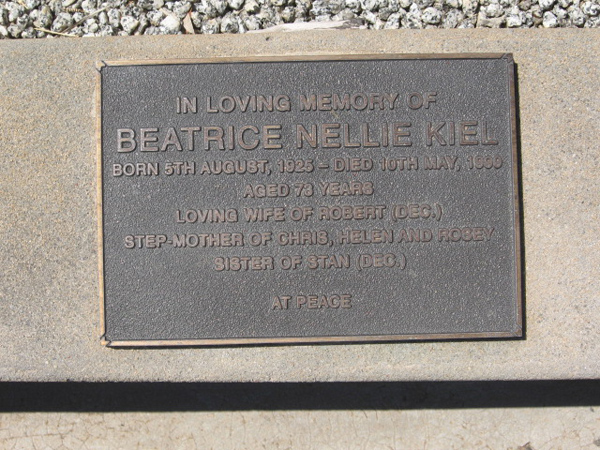 IN LOVING MEMORY OF
BEATRICE NELLIE KIEL
BORN 5TH AUGUST, 1925 – DIED 10TH MAY, 1999
AGED 73 YEARS
LOVING WIFE OF ROBERT (DEC.)
STEP-MOTHER OF CHRIS, HELEN AND ROSEY
SISTER OF STAN (DEC.)
AT PEACE